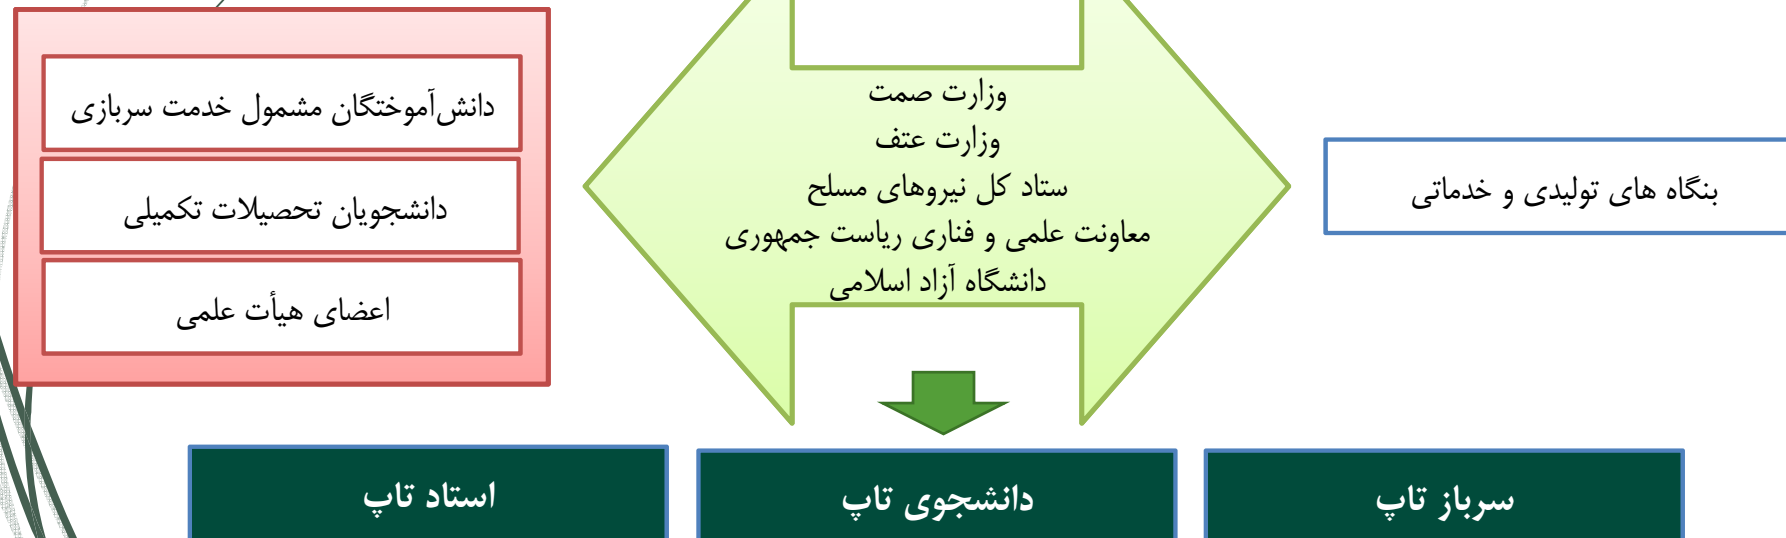 بنگاه های تولیدی و خدماتی
وزارت صمت
وزارت عتف
ستاد کل نیروهای مسلح
معاونت علمی و فناری ریاست جمهوری
دانشگاه آزاد اسلامی
دانش‌آموختگان مشمول خدمت سربازی
دانشجویان تحصیلات تکمیلی
اعضای هیأت علمی
سرباز تاپ
دانشجوی تاپ
استاد تاپ